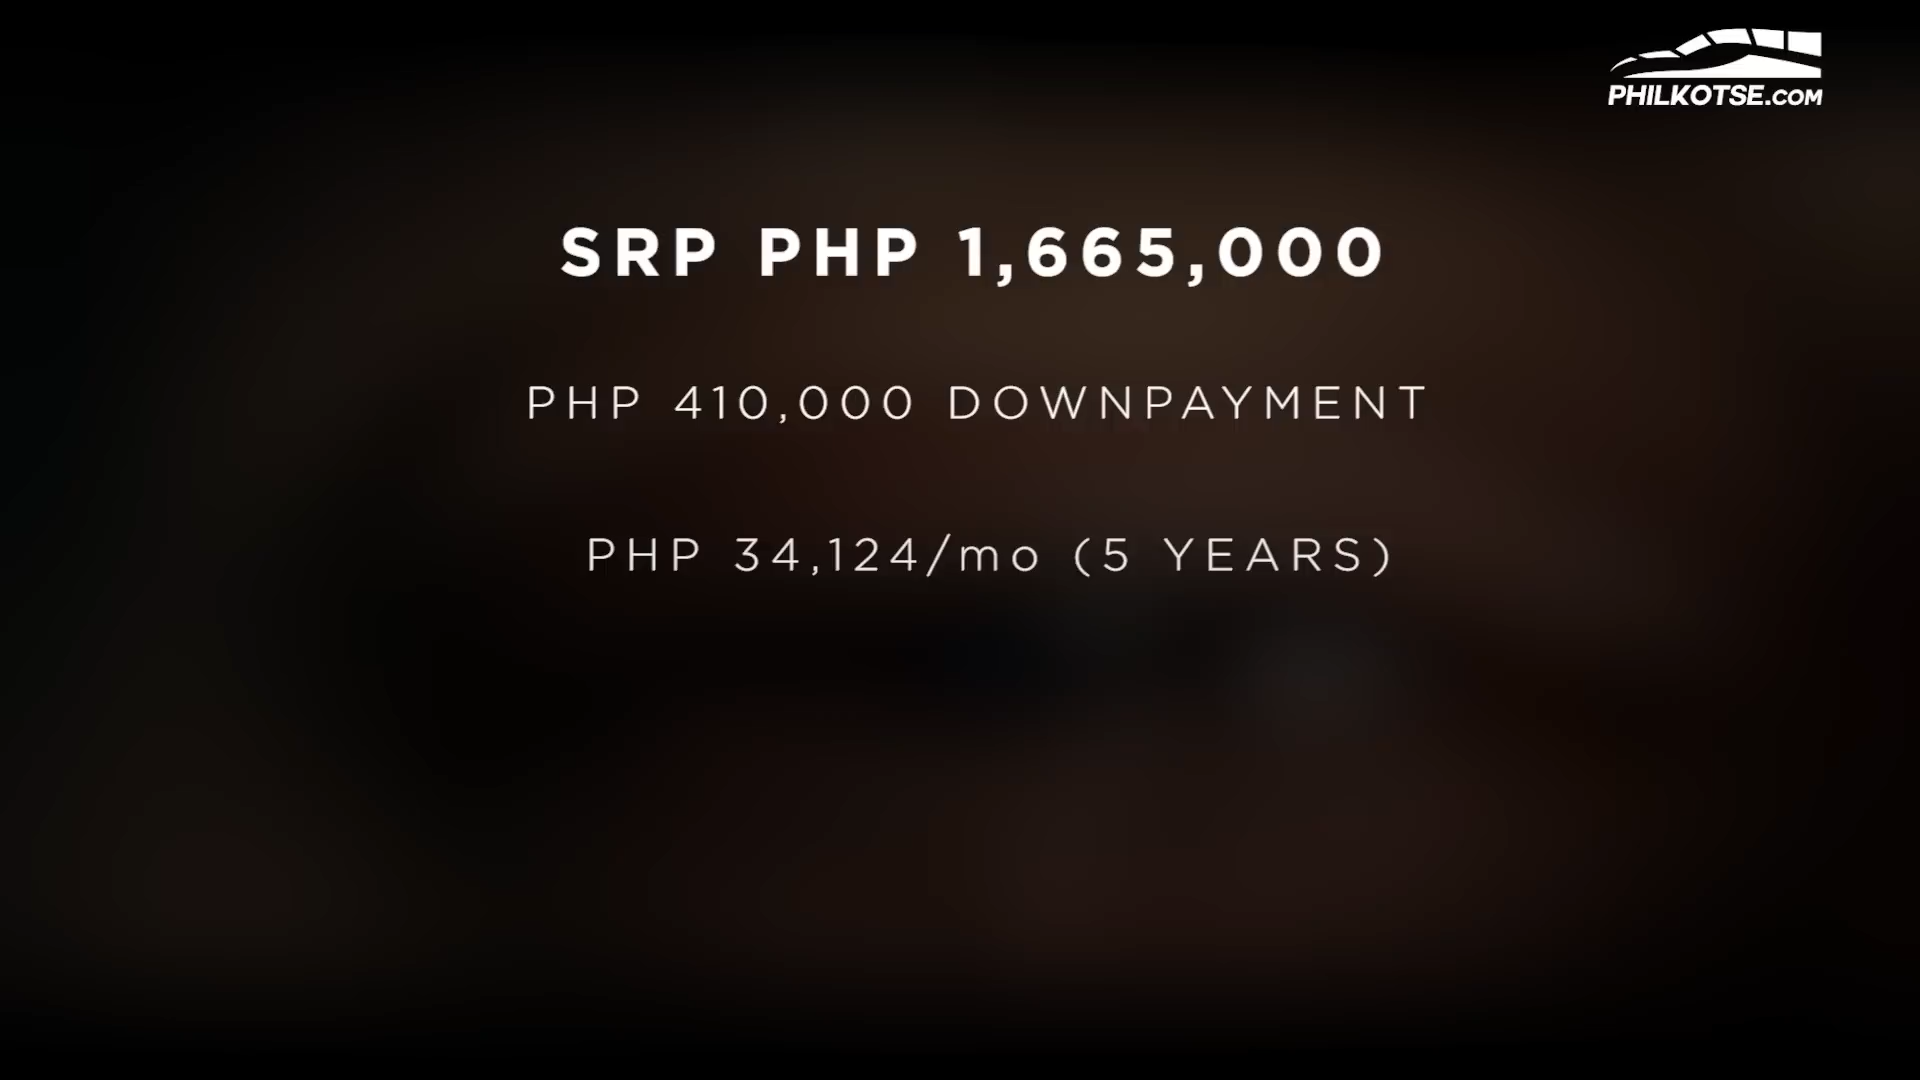 PHILKOTSE.COM
SRP PHP 1,665,000
PHP 410,000 DOWNPAYMENT
PHP 34,124/mo (5 YEARS)